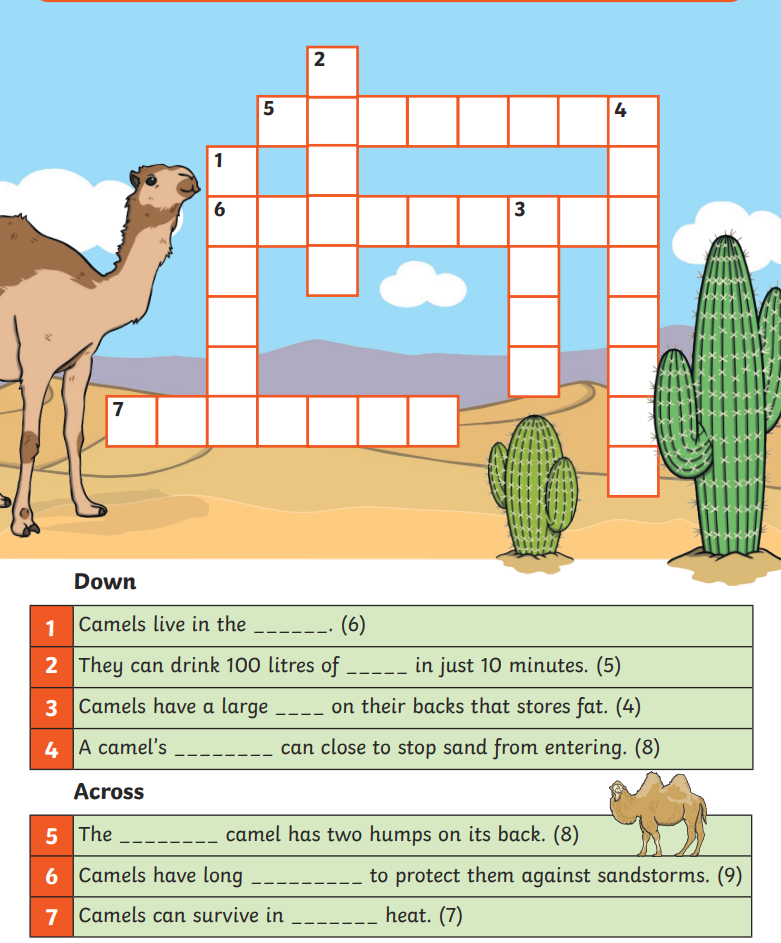 2
5 4
1
6 3
7
Down
1 Camels live in the ______. (6)
2 They can drink 100 litres of _____ in just 10 minutes. (5)
3 Camels have a large ____ on their backs that stores fat. (4)
4 A camel's ________ can close to stop sand from entering. (8)
Across
5 The ________ camel has two humps on its back. (8)
6 Camels have long _________ to protect them against sandstorms. (9)
7 Camels can survive in _______ heat. (7)